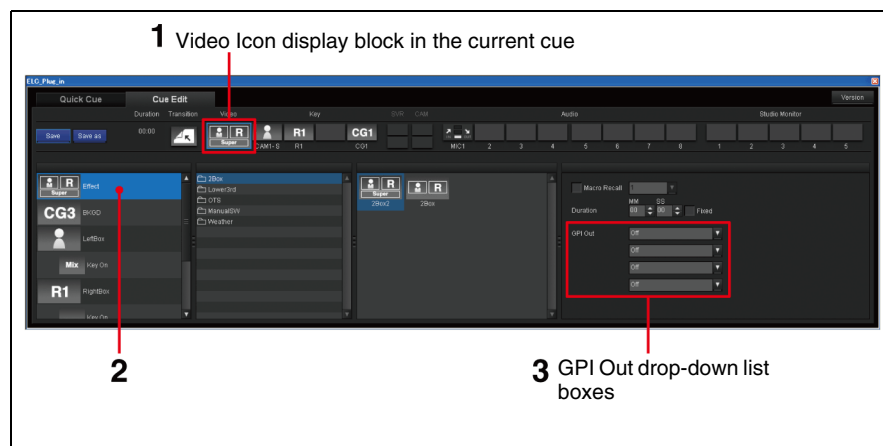 1 Video Icon display block in the current cue
ELC_Plug_in
Quick Cue Cue Edit Version
Duration Transition Video Key BVR CAM Audio Studio Monitor
Save Save as 00:00 M R Super R1 CG1
CAM1-S R1 CG1 MIC1 2 3 4 5 6 7 8 1 2 3 4 5
M R Super Effect
CG3 BKGD
LeftBox
Mix Key On
R1 RightBox
Key On
2Box
Lower3rd
OTS
ManualSW
Weather
M R Super M R
2Box2 2Box
Macro Recall 1
MM SS
Duration 00 00 Fixed
GPI Out Off
Off
Off
Off
2
3 GPI Out drop-down list
boxes